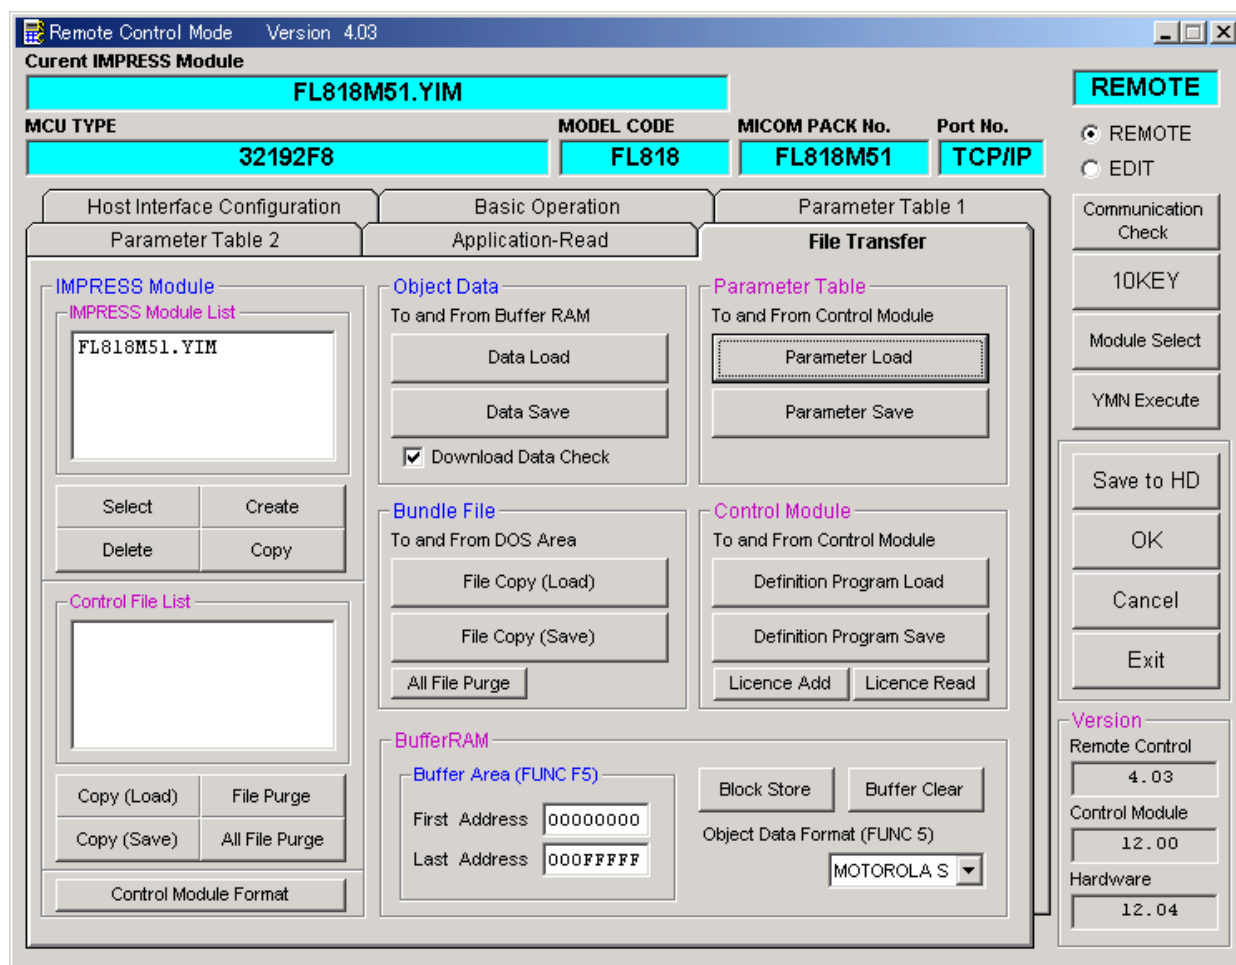 Remote Control Mode Version 4.03
Curent IMPRESS Module
FL818M51.YIM
REMOTE
MCU TYPE MODEL CODE MICOM PACK No. Port No.
32192F8 FL818 FL818M51 TCP/IP
REMOTE
EDIT
Host Interface Configuration Basic Operation Parameter Table 1
Parameter Table 2 Application-Read File Transfer
Communication
Check
10KEY
Module Select
YMN Execute
Save to HD
OK
Cancel
Exit
IMPRESS Module
IMPRESS Module List
FL818M51.YIM
Select Create
Delete Copy
Control File List
Copy (Load) File Purge
Copy (Save) All File Purge
Control Module Format
Object Data
To and From Buffer RAM
Data Load
Data Save
Download Data Check
Parameter Table
To and From Control Module
Parameter Load
Parameter Save
Bundle File
To and From DOS Area
File Copy (Load)
File Copy (Save)
All File Purge
Control Module
To and From Control Module
Definition Program Load
Definition Program Save
Licence Add Licence Read
BufferRAM
Buffer Area (FUNC F5)
First Address 00000000
Last Address 000FFFFF
Block Store Buffer Clear
Object Data Format (FUNC 5)
MOTOROLA S
Version
Remote Control
4.03
Control Module
12.00
Hardware
12.04